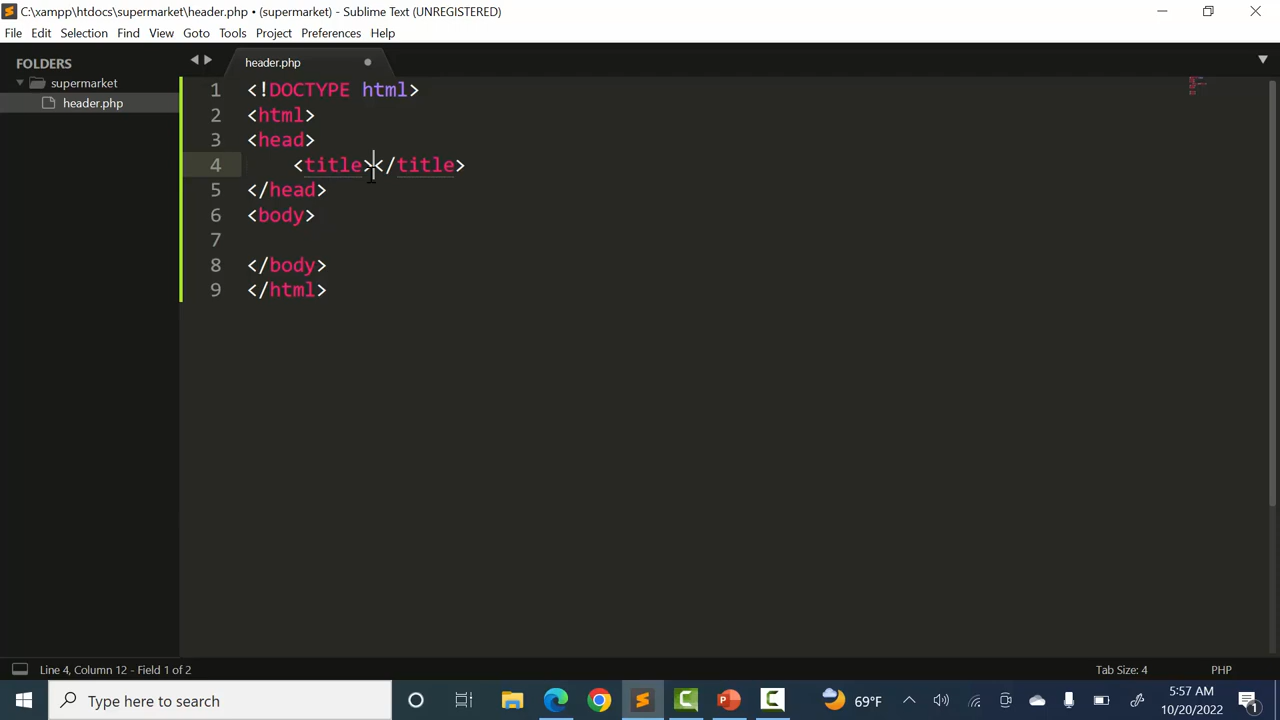 C:\xampp\htdocs\supermarket\header.php • (supermarket) - Sublime Text (UNREGISTERED)
File Edit Selection Find View Goto Tools Project Preferences Help
FOLDERS
supermarket
header.php
header.php
1 <!DOCTYPE html>
2 <html>
3 <head>
4 <title></title>
5 </head>
6 <body>
7
8 </body>
9 </html>
Line 4, Column 12 - Field 1 of 2
Tab Size: 4
PHP
Type here to search
69°F
5:57 AM
10/20/2022
1